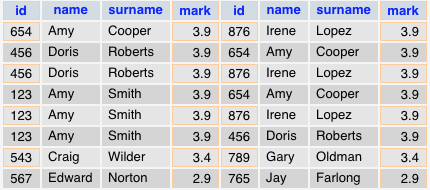 id name surname mark id name surname mark
654 Amy Cooper 3.9 876 Irene Lopez 3.9
456 Doris Roberts 3.9 654 Amy Cooper 3.9
456 Doris Roberts 3.9 876 Irene Lopez 3.9
123 Amy Smith 3.9 654 Amy Cooper 3.9
123 Amy Smith 3.9 876 Irene Lopez 3.9
123 Amy Smith 3.9 456 Doris Roberts 3.9
543 Craig Wilder 3.4 789 Gary Oldman 3.4
567 Edward Norton 2.9 765 Jay Farlong 2.9